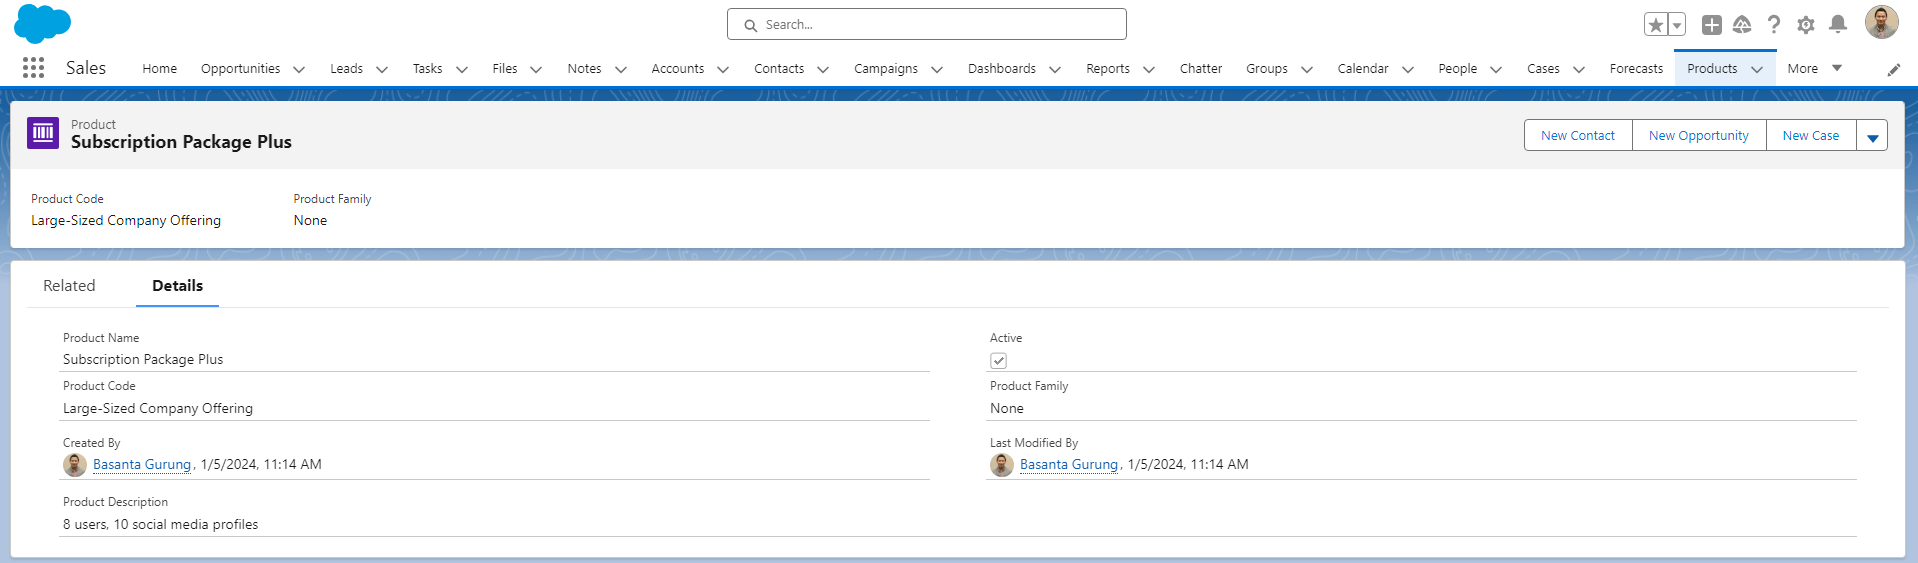 Search...
Sales Home Opportunities Leads Tasks Files Notes Accounts Contacts Campaigns Dashboards Reports Chatter Groups Calendar People Cases Forecasts Products More
Product
Subscription Package Plus
New Contact New Opportunity New Case
Product Code Product Family
Large-Sized Company Offering None
Related Details
Product Name Active
Subscription Package Plus
Product Code Product Family
Large-Sized Company Offering None
Created By Last Modified By
Basanta Gurung, 1/5/2024, 11:14 AM Basanta Gurung, 1/5/2024, 11:14 AM
Product Description
8 users, 10 social media profiles